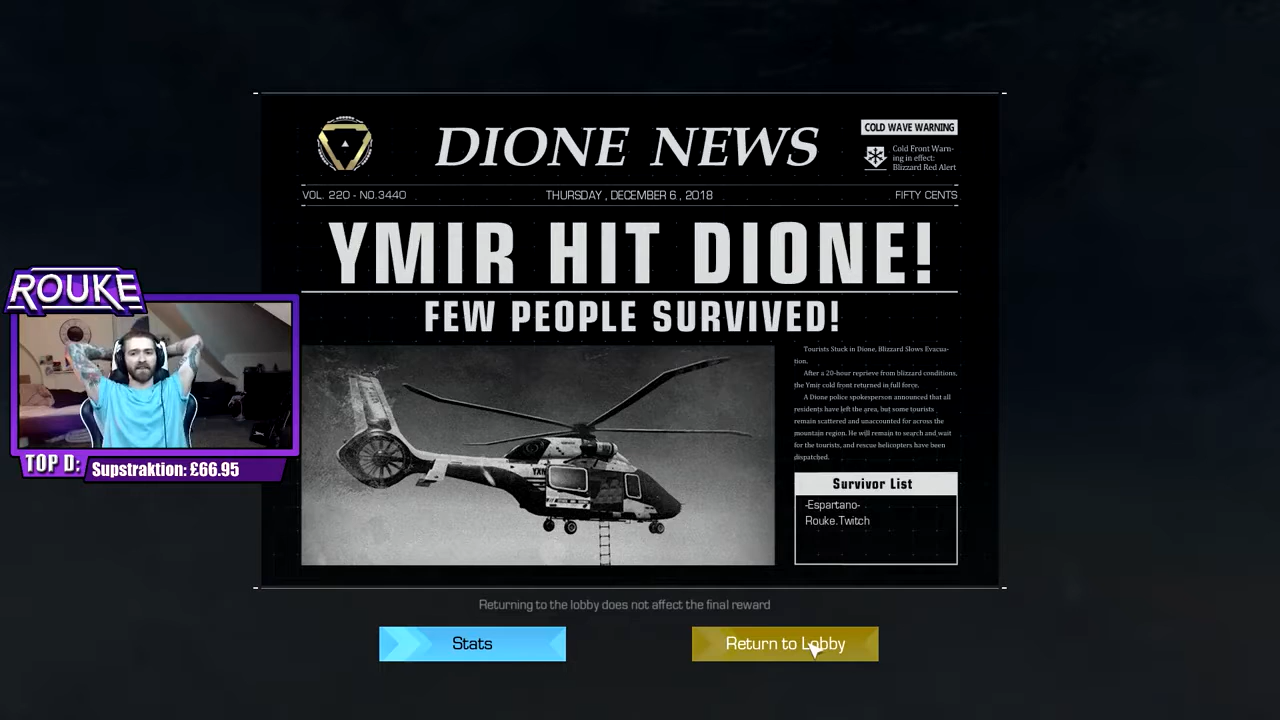 DIONE NEWS
COLD WAVE WARNING
Cold Front Warn-
ing in effect:
Blizzard Red Alert
VOL. 220 - NO.3440
THURSDAY , DECEMBER 6 , 2018
FIFTY CENTS
YMIR HIT DIONE!
FEW PEOPLE SURVIVED!
ROUKE
TOP D: Supstraktion: £66.95
YXN
Tourists Stuck in Dione, Blizzard Slows Evacua-
tion.
After a 20-hour reprieve from blizzard conditions,
the Ymir cold front returned in full force.
A Dione police spokesperson announced that all
residents have left the area, but some tourists
remain scattered and unaccounted for across the
mountain region. He will remain to search and wait
for the tourists, and rescue helicopters have been
dispatched.
Survivor List
-Espartano-
Rouke.Twitch
Returning to the lobby does not affect the final reward
Stats
Return to Lobby